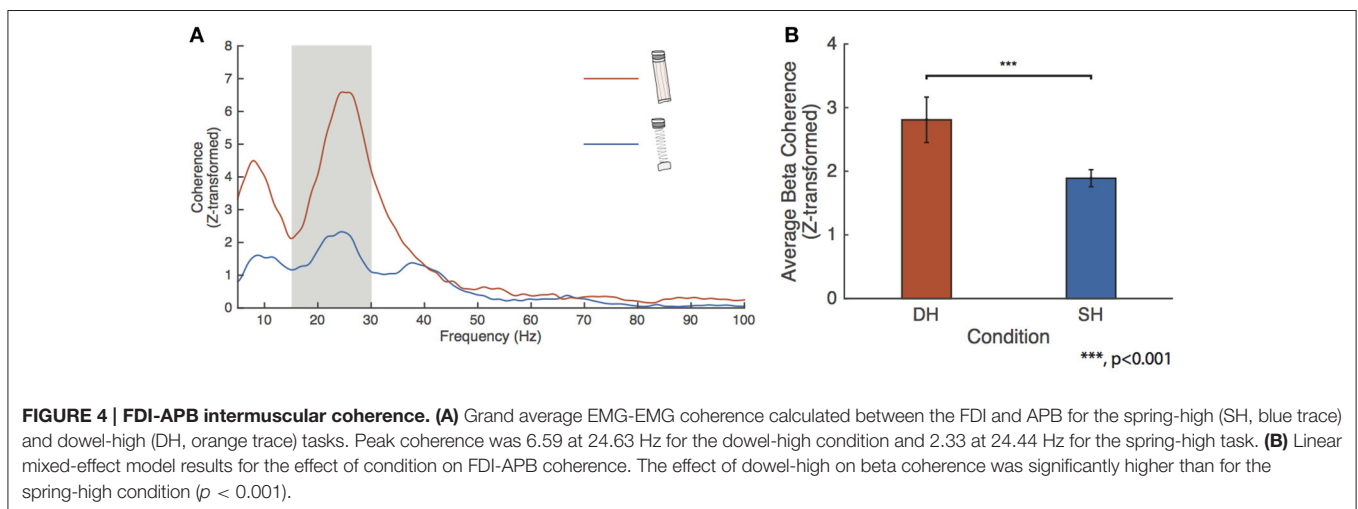 A
8
7
6
5
4
3
2
1
0
Coherence
(Z-transformed)
10 20 30 40 50 60 70 80 90 100
Frequency (Hz)
B
4
3
2
1
0
Average Beta Coherence
(Z-transformed)
***
DH SH
Condition
***, p<0.001
FIGURE 4 | FDI-APB intermuscular coherence. (A) Grand average EMG-EMG coherence calculated between the FDI and APB for the spring-high (SH, blue trace)
and dowel-high (DH, orange trace) tasks. Peak coherence was 6.59 at 24.63 Hz for the dowel-high condition and 2.33 at 24.44 Hz for the spring-high task. (B) Linear
mixed-effect model results for the effect of condition on FDI-APB coherence. The effect of dowel-high on beta coherence was significantly higher than for the
spring-high condition (p < 0.001).